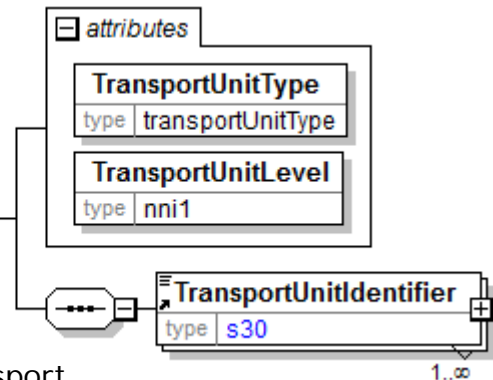 attributes
TransportUnitType
type transportUnitType
TransportUnitLevel
type nni1
TransportUnitIdentifier
type s30
1..∞